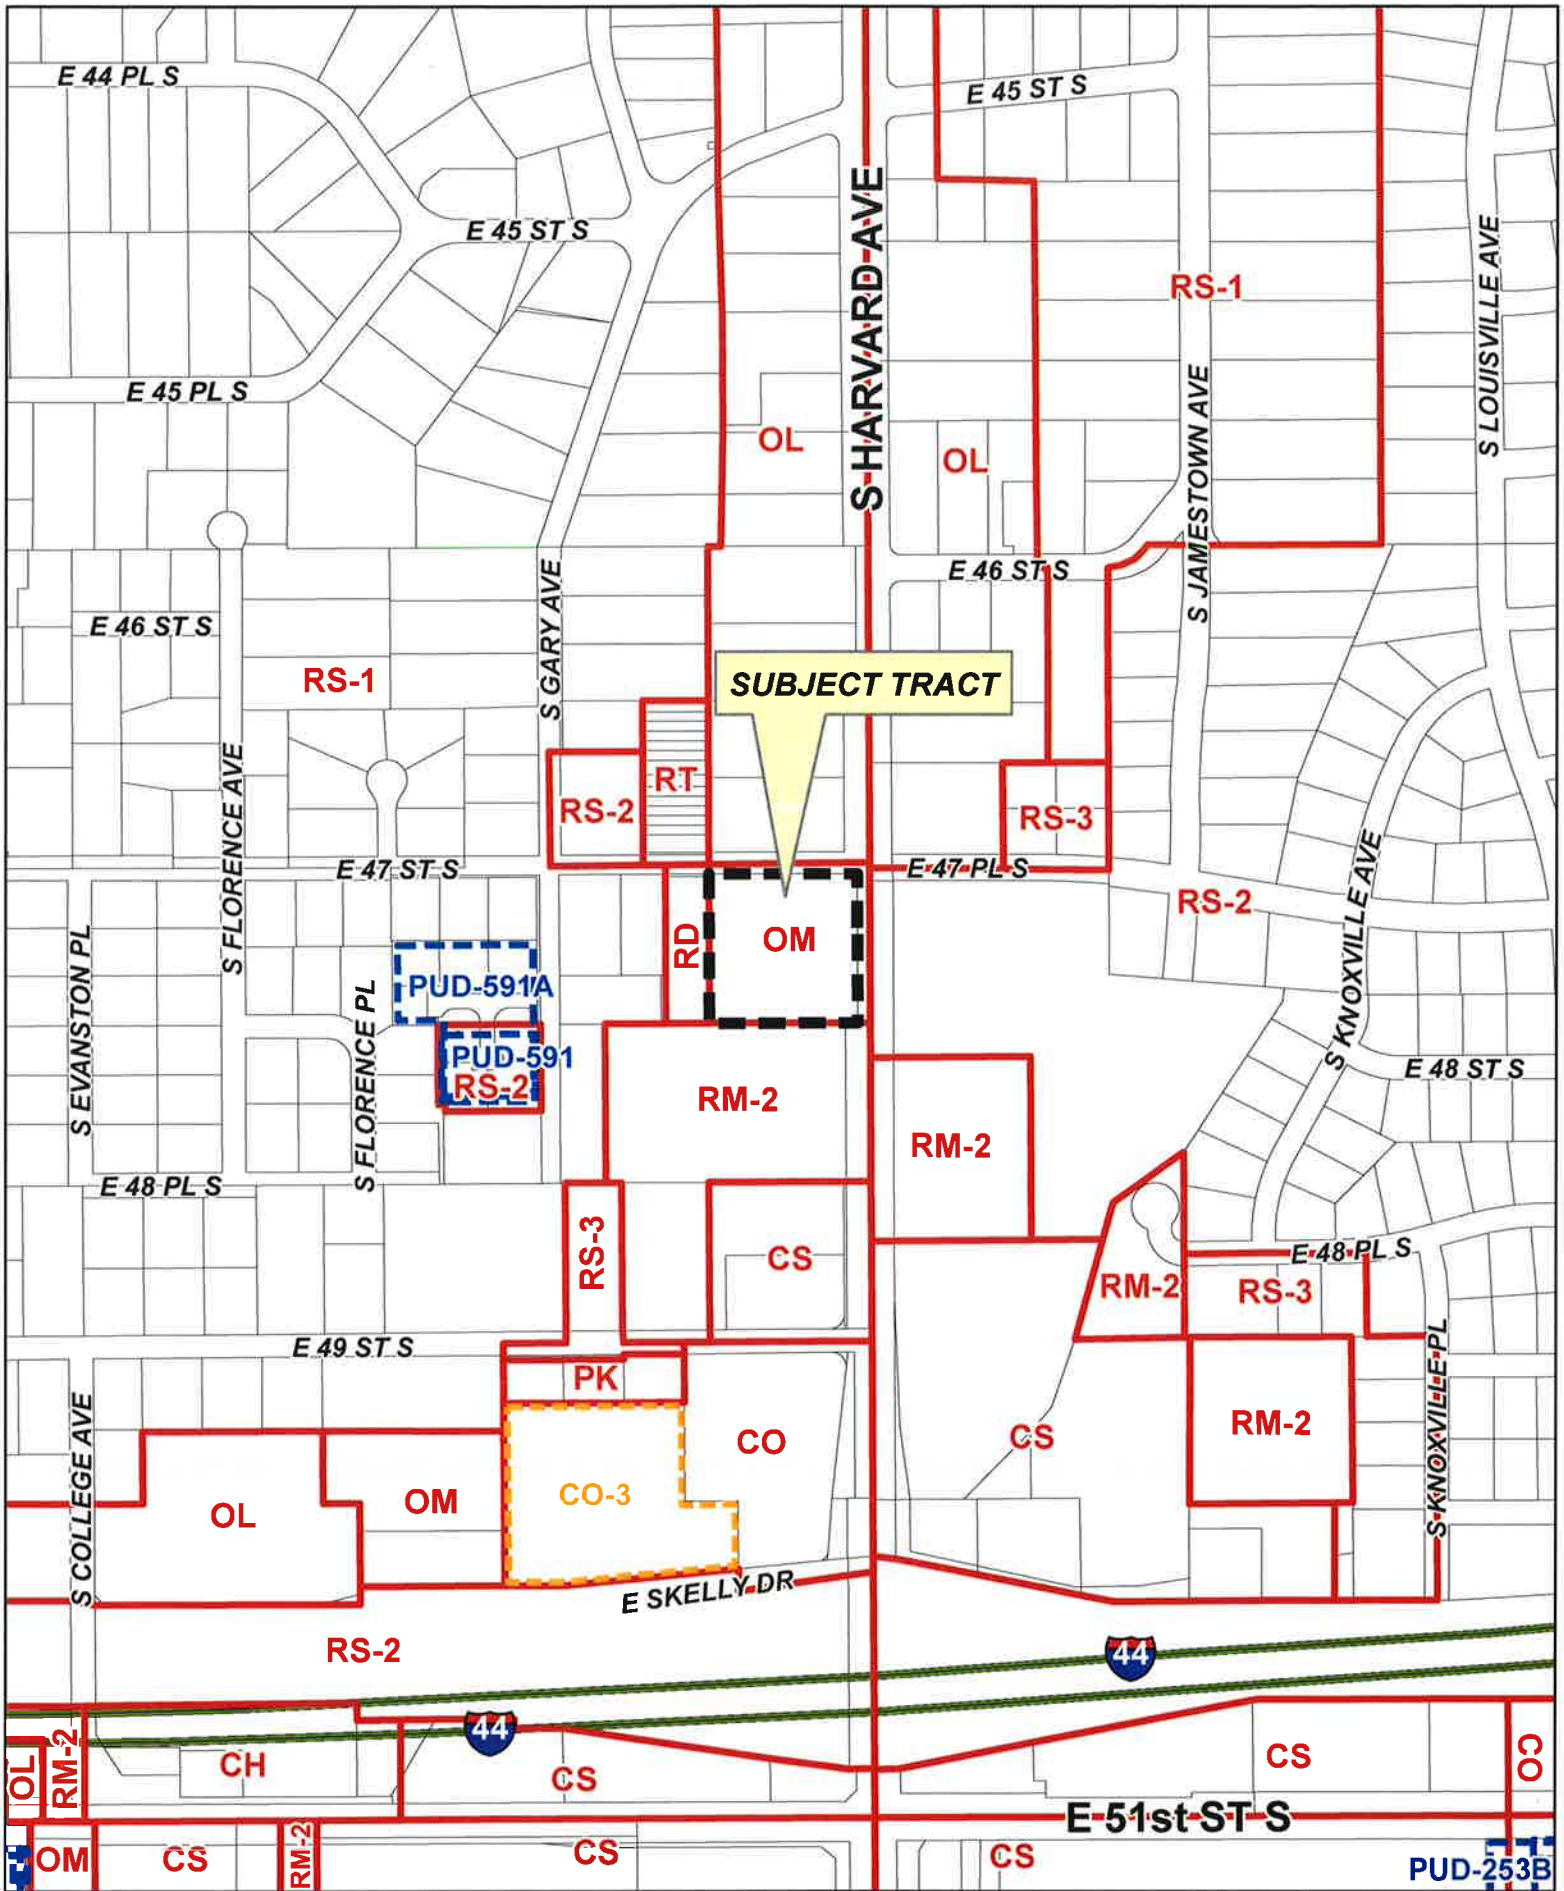 E 44 PL S
E 45 ST S
S HARVARD AVE
E 45 ST S
S LOUISVILLE AVE
RS-1
E 45 PL S
OL
OL
S JAMESTOWN AVE
E 46 ST S
S GARY AVE
E 46 ST S
RS-1
SUBJECT TRACT
S FLORENCE AVE
RT
RS-2
RS-3
E 47 ST S
E 47 PL S
S KNOXVILLE AVE
RS-2
S EVANSTON PL
RD
OM
PUD-591A
S FLORENCE PL
PUD-591
RS-2
E 48 ST S
RM-2
RM-2
E 48 PL S
RS-3
CS
E 48 PL S
RM-2
RS-3
E 49 ST S
S KNOXVILLE PL
PK
S COLLEGE AVE
CO
CS
RM-2
CO-3
OM
OL
E SKELLY DR
RS-2
44
44
OL
RM-2
CH
CS
CS
CO
E 51st ST S
OM
CS
RM-2
CS
CS
PUD-253B